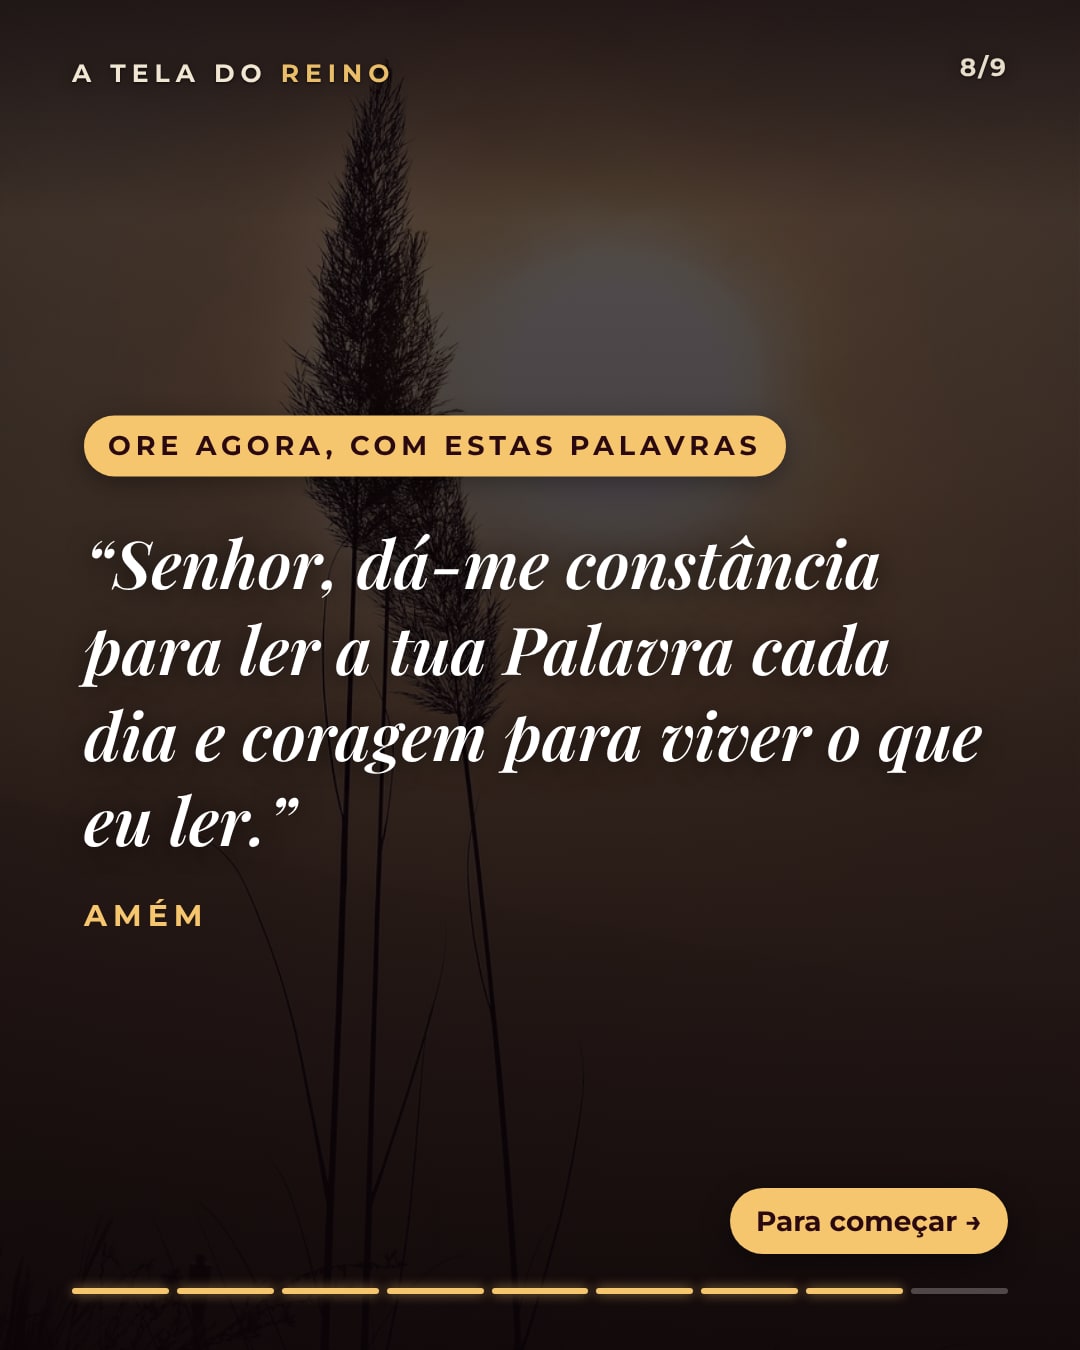 A TELA DO REINO
8/9
ORE AGORA, COM ESTAS PALAVRAS
“Senhor, dá-me constância
para ler a tua Palavra cada
dia e coragem para viver o que
eu ler.”
AMÉM
Para começar →